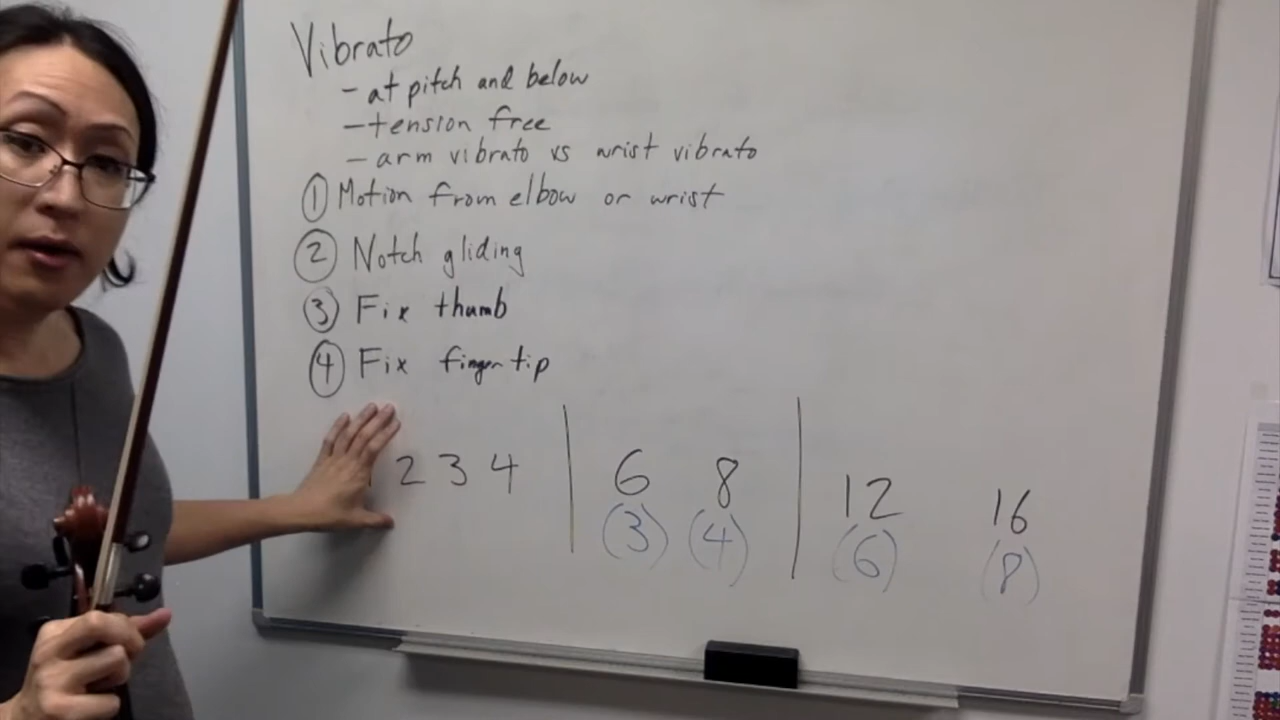 Vibrato
- at pitch and below
- tension free
- arm vibrato vs wrist vibrato
① Motion from elbow or wrist
② Notch gliding
③ Fix thumb
④ Fix finger tip
2 3 4 | 6 8 | 12 16
(3) (4) (6) (8)